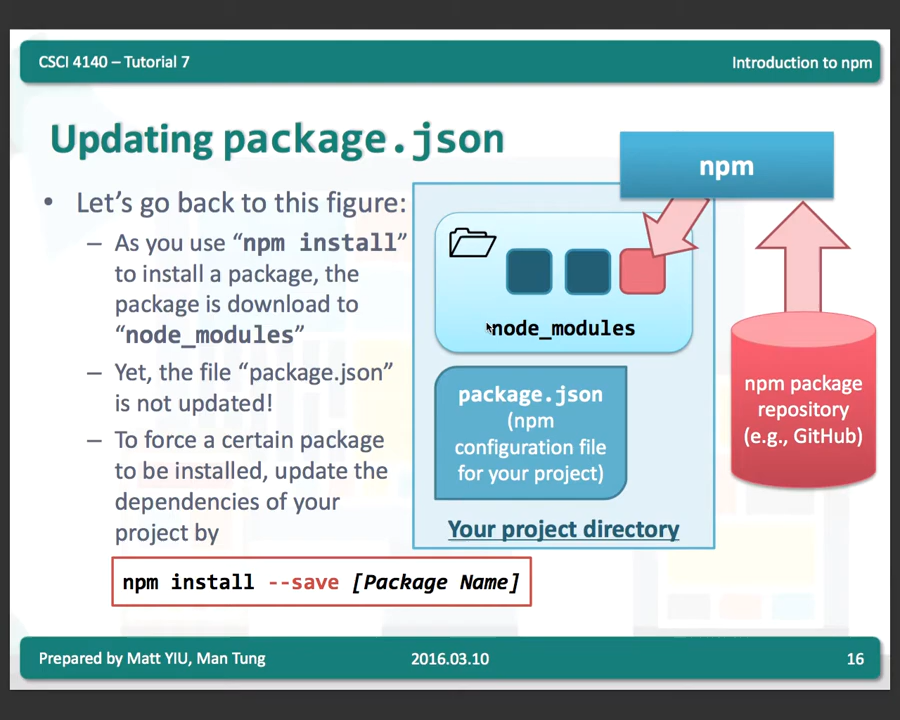 CSCI 4140 – Tutorial 7
Introduction to npm
Updating package.json
• Let's go back to this figure:
– As you use “npm install”
to install a package, the
package is download to
“node_modules”
– Yet, the file “package.json”
is not updated!
– To force a certain package
to be installed, update the
dependencies of your
project by
npm install --save [Package Name]
npm
node_modules
package.json
(npm
configuration file
for your project)
Your project directory
npm package
repository
(e.g., GitHub)
Prepared by Matt YIU, Man Tung
2016.03.10
16